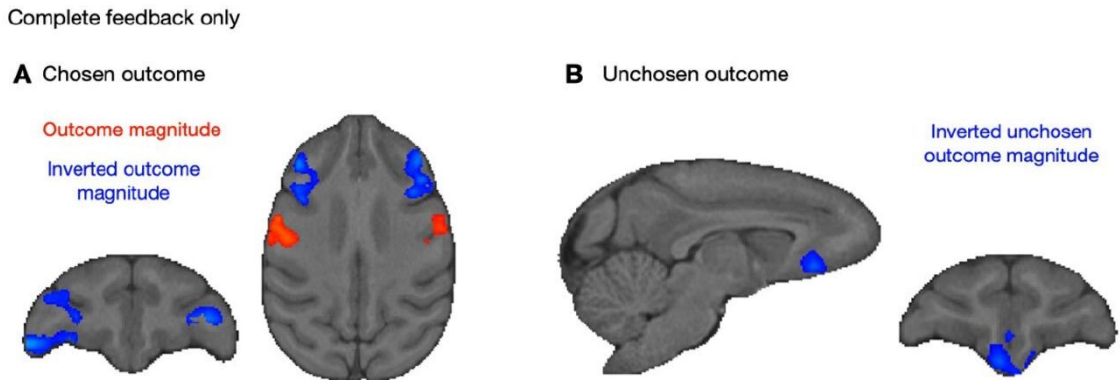 Complete feedback only
A Chosen outcome
Outcome magnitude
Inverted outcome
magnitude
B Unchosen outcome
Inverted unchosen
outcome magnitude